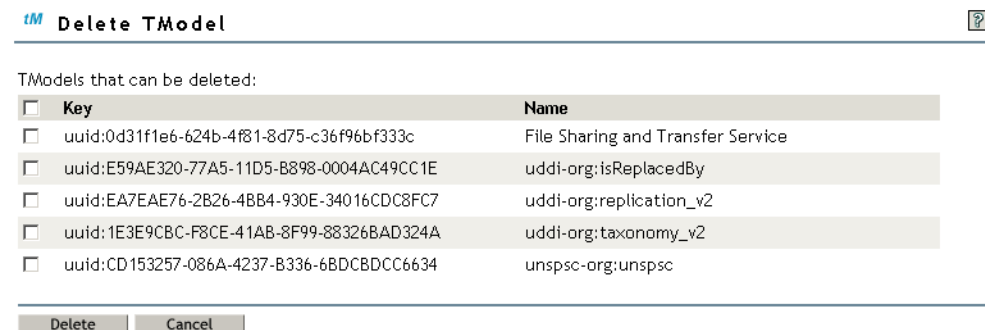 tM Delete TModel ?
TModels that can be deleted:
Key Name
uuid:0d31f1e6-624b-4f81-8d75-c36f96bf333c File Sharing and Transfer Service
uuid:E59AE320-77A5-11D5-B898-0004AC49CC1E uddi-org:isReplacedBy
uuid:EA7EAE76-2B26-4BB4-930E-34016CDC8FC7 uddi-org:replication_v2
uuid:1E3E9CBC-F8CE-41AB-8F99-88326BAD324A uddi-org:taxonomy_v2
uuid:CD153257-086A-4237-B336-6BDCBDCC6634 unspsc-org:unspsc
Delete Cancel